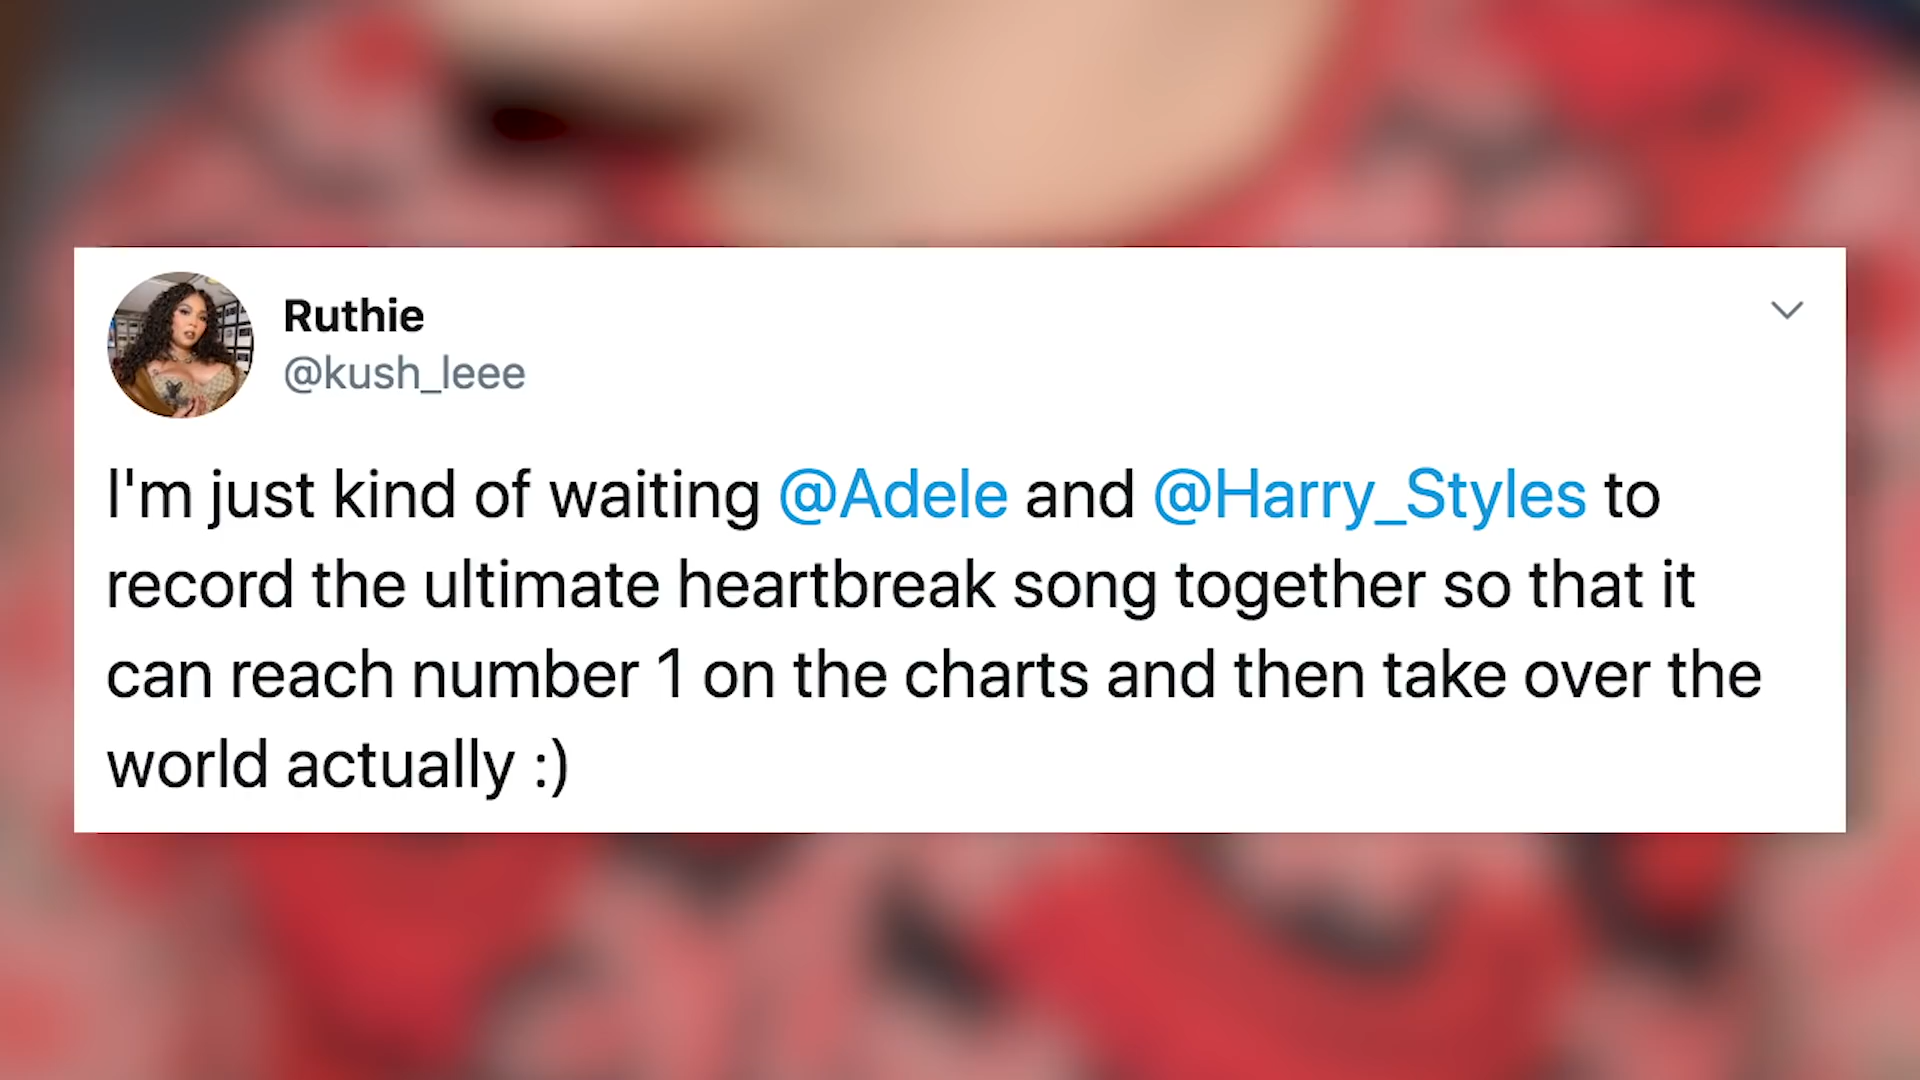 Ruthie
@kush_leee
I'm just kind of waiting @Adele and @Harry_Styles to
record the ultimate heartbreak song together so that it
can reach number 1 on the charts and then take over the
world actually :)